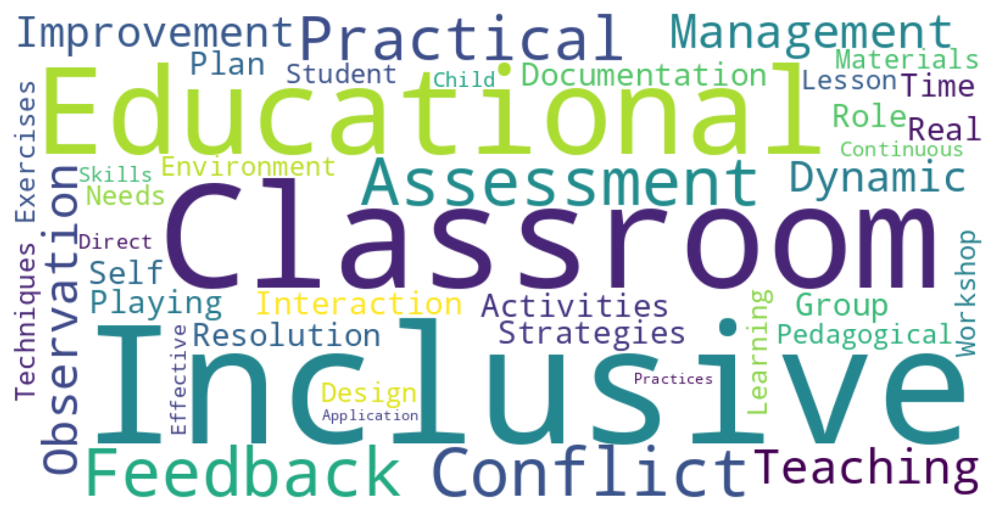 Improvement
Practical
Management
Plan
Student
Child
Documentation
Materials
Lesson
Time
Educational
Role
Real
Continuous
Exercises
Skills
Environment
Needs
Assessment
Dynamic
Observation
Classroom
Direct
Techniques
Self
Playing
Interaction
Activities
Group
Workshop
Resolution
Strategies
Learning
Pedagogical
Effective
Inclusive
Design
Practices
Application
Feedback
Conflict
Teaching